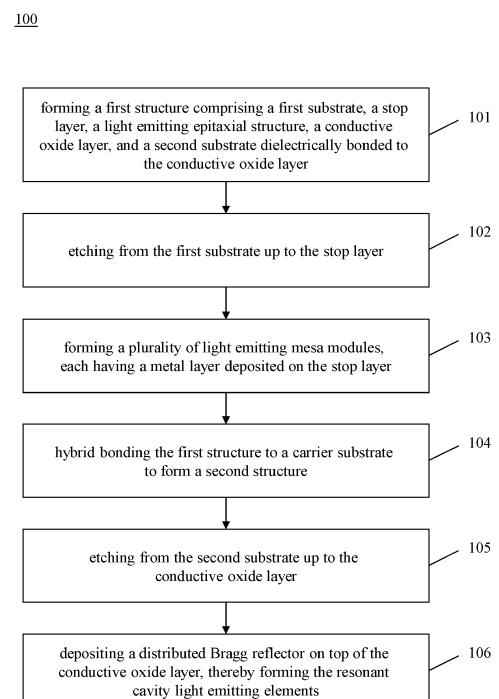 100
forming a first structure comprising a first substrate, a stop
layer, a light emitting epitaxial structure, a conductive
oxide layer, and a second substrate dielectrically bonded to
the conductive oxide layer
101
etching from the first substrate up to the stop layer
102
forming a plurality of light emitting mesa modules,
each having a metal layer deposited on the stop layer
103
hybrid bonding the first structure to a carrier substrate
to form a second structure
104
etching from the second substrate up to the
conductive oxide layer
105
depositing a distributed Bragg reflector on top of the
conductive oxide layer, thereby forming the resonant
cavity light emitting elements
106